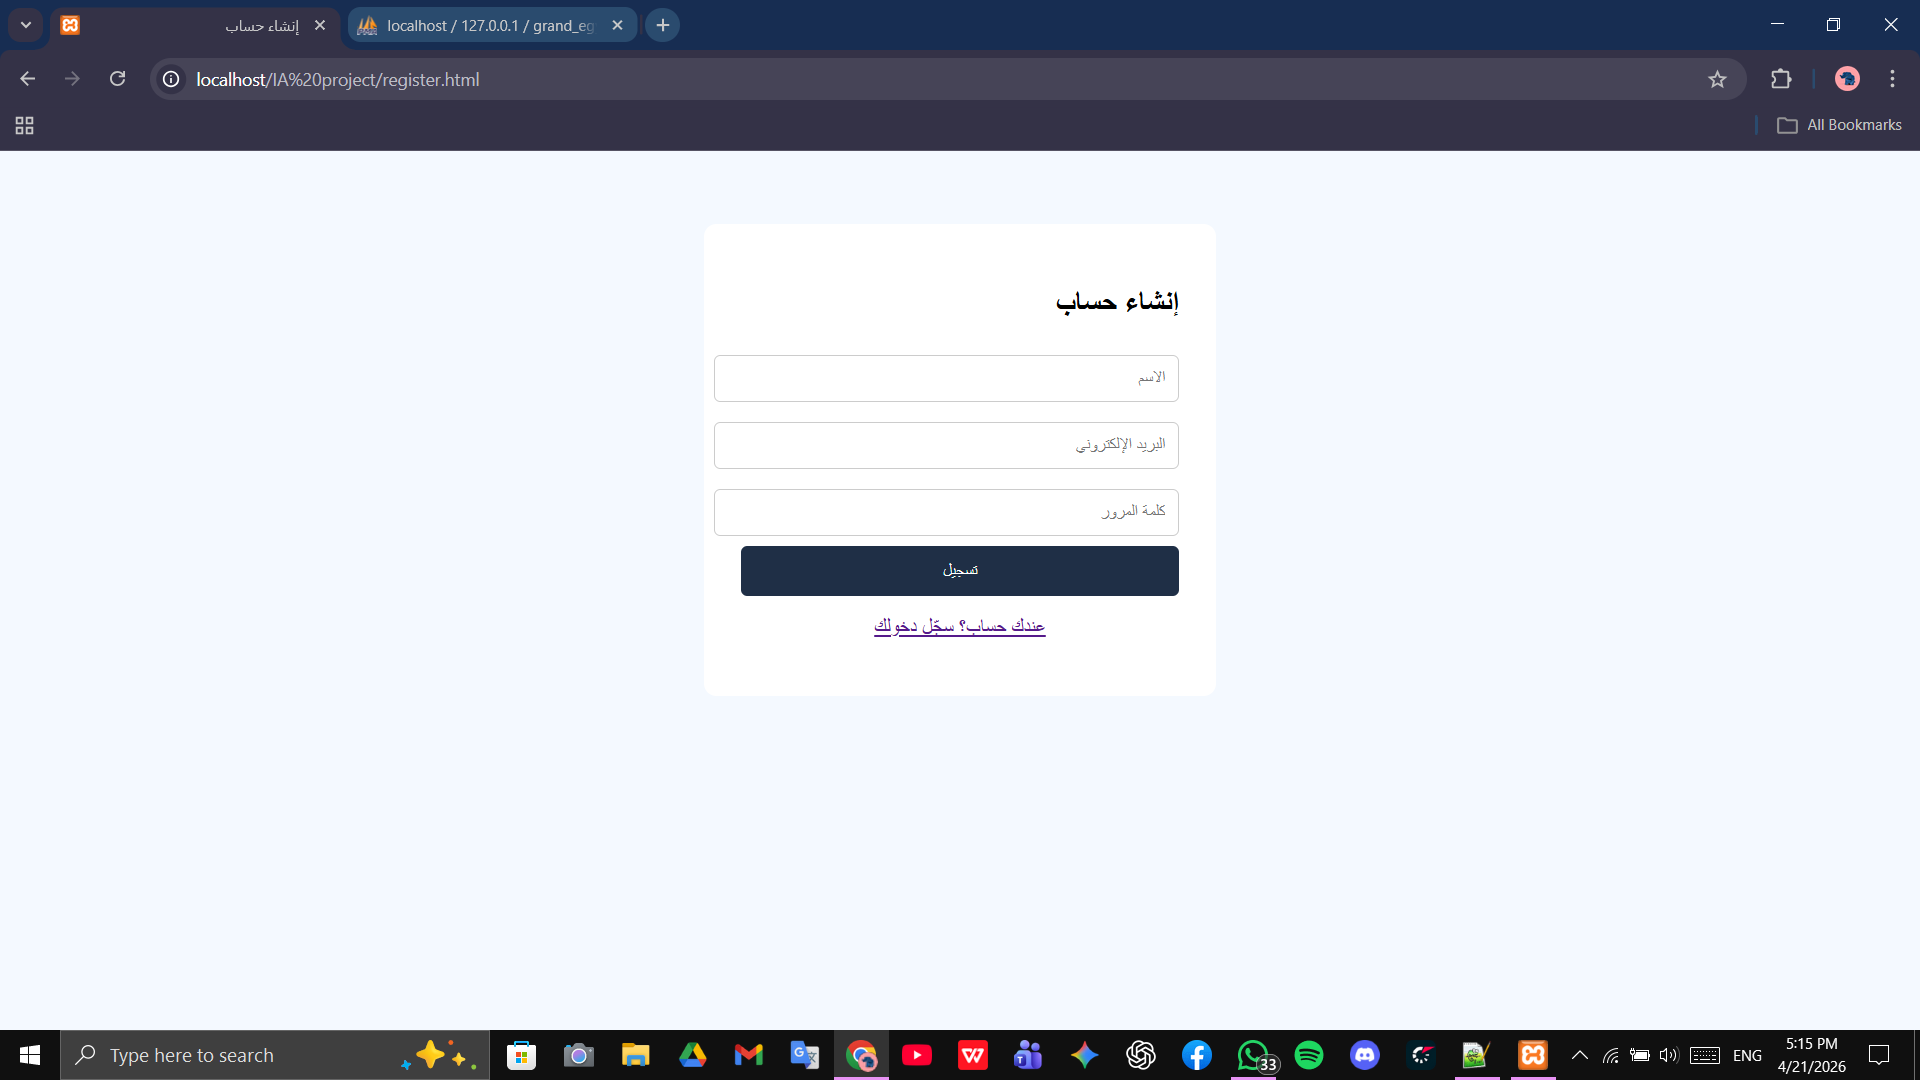 إنشاء حساب
localhost / 127.0.0.1 / grand_eg
localhost/IA%20project/register.html
All Bookmarks
إنشاء حساب
الاسم
البريد الإلكتروني
كلمة المرور
تسجيل
عندك حساب؟ سجّل دخولك
Type here to search
33
ENG
5:15 PM
4/21/2026